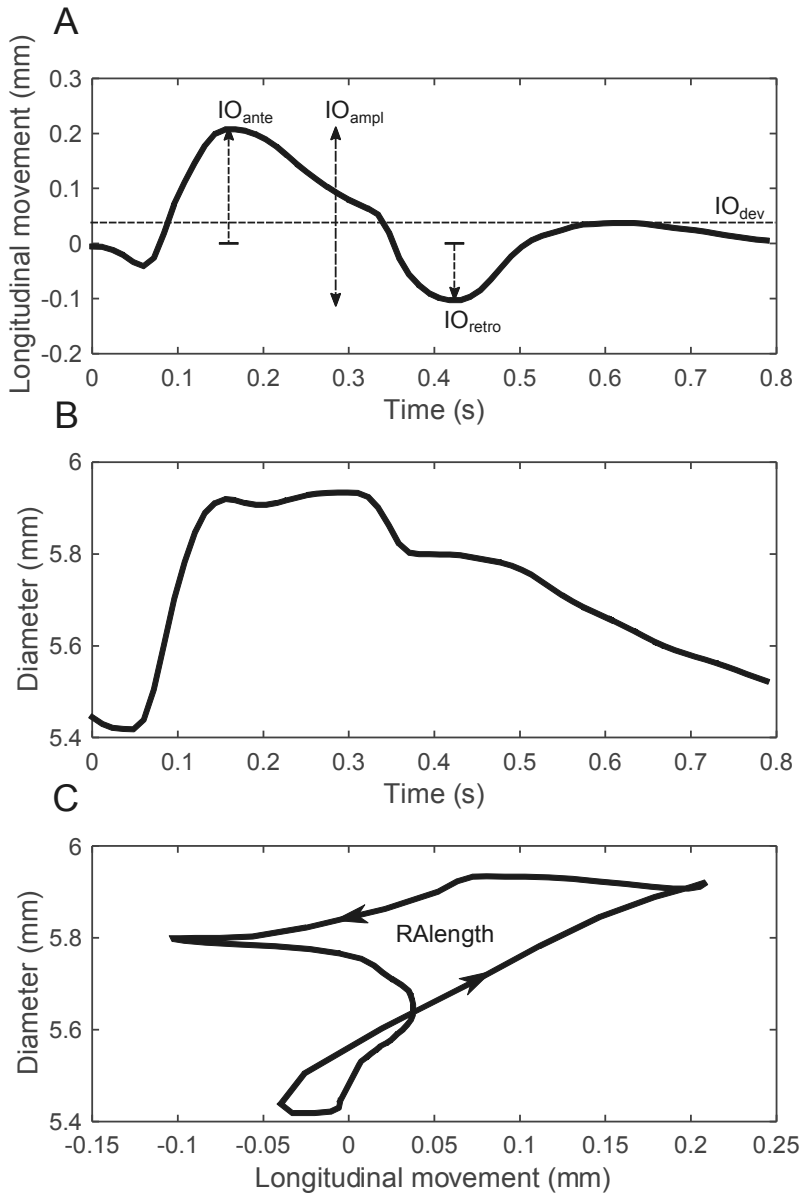 A
Longitudinal movement (mm)
0.3
0.2
0.1
0
-0.1
-0.2
IOante
IOampl
IOdev
IOretro
0 0.1 0.2 0.3 0.4 0.5 0.6 0.7 0.8
Time (s)
B
Diameter (mm)
6
5.8
5.6
5.4
0 0.1 0.2 0.3 0.4 0.5 0.6 0.7 0.8
Time (s)
C
Diameter (mm)
6
5.8
5.6
5.4
RAlength
-0.15 -0.1 -0.05 0 0.05 0.1 0.15 0.2 0.25
Longitudinal movement (mm)